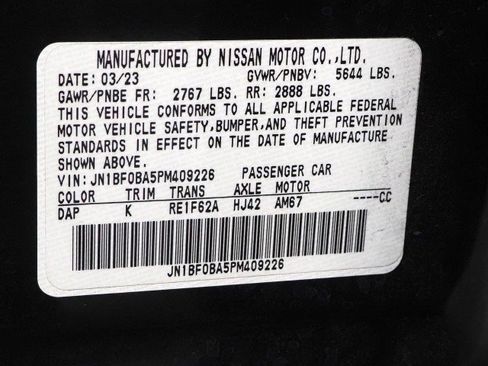 MANUFACTURED BY NISSAN MOTOR CO.,LTD.
DATE: 03/23 GVWR/PNBV: 5644 LBS.
GAWR/PNBE FR: 2767 LBS. RR: 2888 LBS.
THIS VEHICLE CONFORMS TO ALL APPLICABLE FEDERAL
MOTOR VEHICLE SAFETY,BUMPER,AND THEFT PREVENTION
STANDARDS IN EFFECT ON THE DATE OF MANUFACTURE
SHOWN ABOVE.
VIN: JN1BF0BA5PM409226 PASSENGER CAR
COLOR TRIM TRANS AXLE MOTOR
DAP K RE1F62A HJ42 AM67 ----CC
JN1BF0BA5PM409226